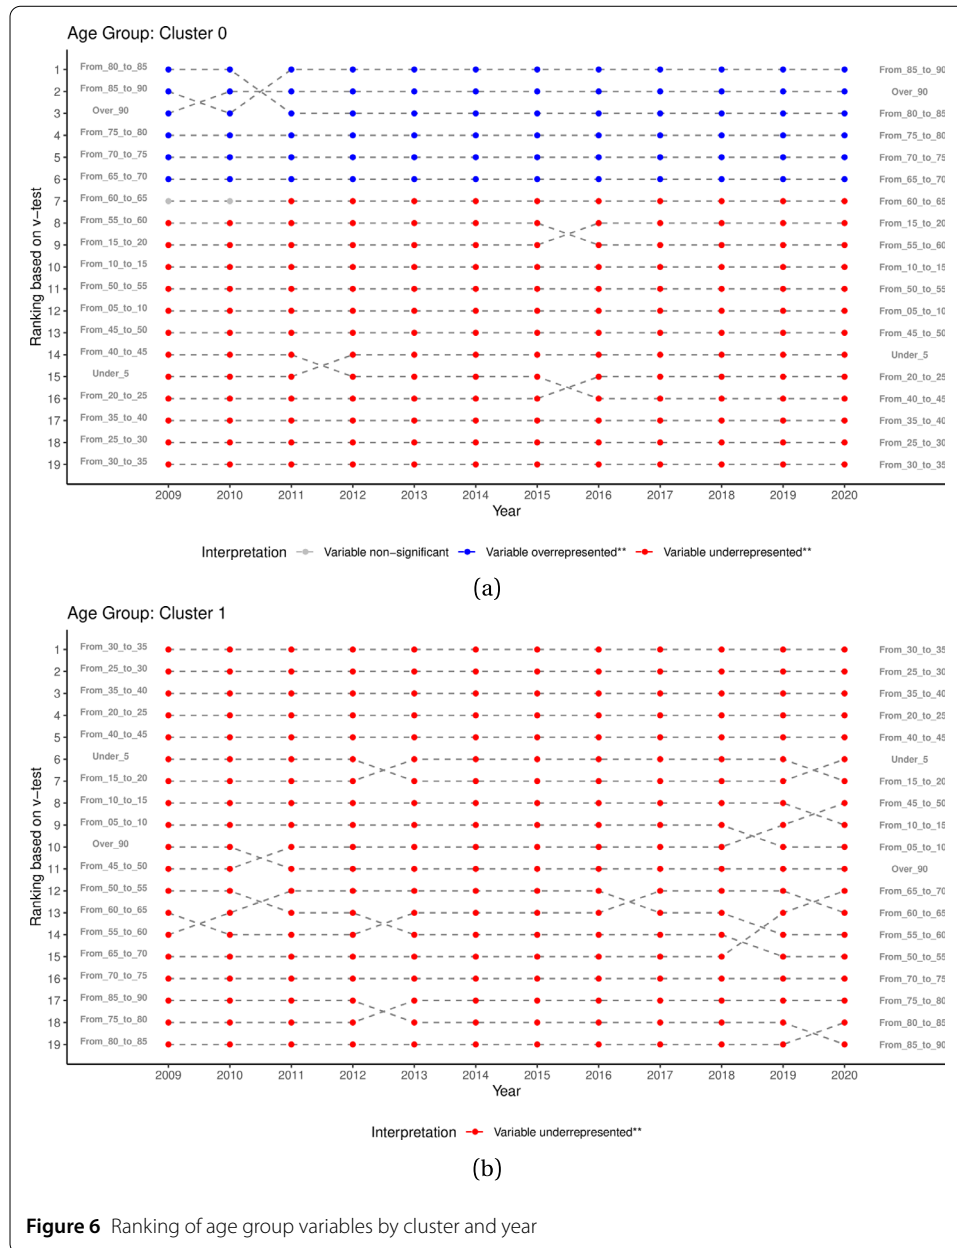 Age Group: Cluster 0
Ranking based on v−test
1 From_80_to_85 From_85_to_90
2 From_85_to_90 Over_90
3 Over_90 From_80_to_85
4 From_75_to_80 From_75_to_80
5 From_70_to_75 From_70_to_75
6 From_65_to_70 From_65_to_70
7 From_60_to_65 From_60_to_65
8 From_55_to_60 From_15_to_20
9 From_15_to_20 From_55_to_60
10 From_10_to_15 From_10_to_15
11 From_50_to_55 From_50_to_55
12 From_05_to_10 From_05_to_10
13 From_45_to_50 From_45_to_50
14 From_40_to_45 Under_5
15 Under_5 From_20_to_25
16 From_20_to_25 From_40_to_45
17 From_35_to_40 From_35_to_40
18 From_25_to_30 From_25_to_30
19 From_30_to_35 From_30_to_35
2009 2010 2011 2012 2013 2014 2015 2016 2017 2018 2019 2020
Year
Interpretation Variable non−significant Variable overrepresented** Variable underrepresented**
(a)
Age Group: Cluster 1
Ranking based on v−test
1 From_30_to_35 From_30_to_35
2 From_25_to_30 From_25_to_30
3 From_35_to_40 From_35_to_40
4 From_20_to_25 From_20_to_25
5 From_40_to_45 From_40_to_45
6 Under_5 Under_5
7 From_15_to_20 From_15_to_20
8 From_10_to_15 From_45_to_50
9 From_05_to_10 From_10_to_15
10 Over_90 From_05_to_10
11 From_45_to_50 Over_90
12 From_50_to_55 From_65_to_70
13 From_60_to_65 From_60_to_65
14 From_55_to_60 From_55_to_60
15 From_65_to_70 From_50_to_55
16 From_70_to_75 From_70_to_75
17 From_85_to_90 From_75_to_80
18 From_75_to_80 From_80_to_85
19 From_80_to_85 From_85_to_90
2009 2010 2011 2012 2013 2014 2015 2016 2017 2018 2019 2020
Year
Interpretation Variable underrepresented**
(b)
Figure 6 Ranking of age group variables by cluster and year